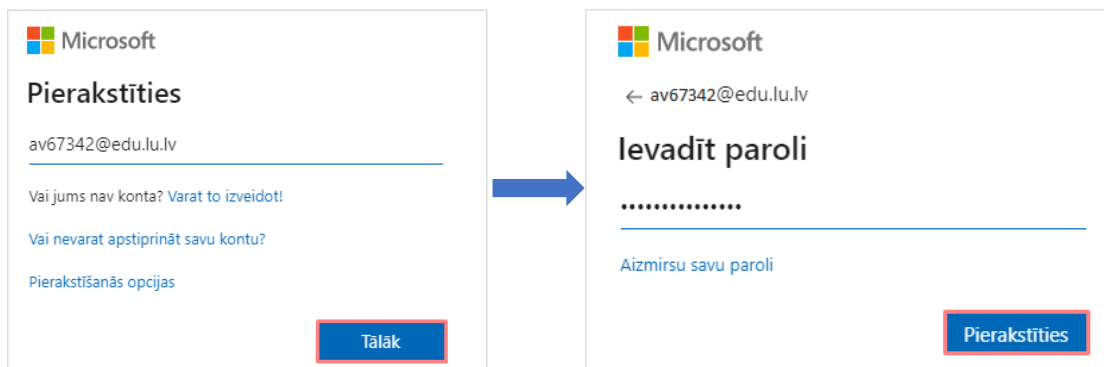 Microsoft
Pierakstīties
av67342@edu.lu.lv
Vai jums nav konta? Varat to izveidot!
Vai nevarat apstiprināt savu kontu?
Pierakstīšanās opcijas
Tālāk
Microsoft
← av67342@edu.lu.lv
Ievadīt paroli
•••••••••••••••
Aizmirsu savu paroli
Pierakstīties